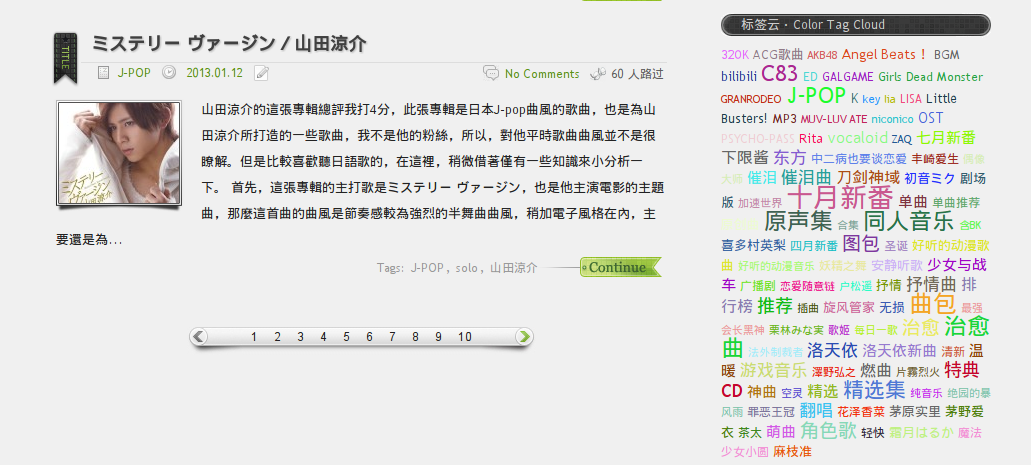 ミステリー ヴァージン / 山田涼介
TITLE
J-POP 2013.01.12 No Comments 60 人路过
山田涼介的這張專輯總評我打4分，此張專輯是日本J-pop曲風的歌曲，也是為山
田涼介所打造的一些歌曲，我不是他的粉絲，所以，對他平時歌曲曲風並不是很
瞭解。但是比較喜歡聽日語歌的，在這裡，稍微借著僅有一些知識來小分析一
下。 首先，這張專輯的主打歌是ミステリー ヴァージン，也是他主演電影的主題
曲，那麼這首曲的曲風是節奏感較為強烈的半舞曲曲風，稍加電子風格在內，主
要還是為…
Tags: J-POP, solo, 山田涼介
Continue
1 2 3 4 5 6 7 8 9 10
标签云 · Color Tag Cloud
320K ACG歌曲 AKB48 Angel Beats！ BGM
bilibili C83 ED GALGAME Girls Dead Monster
GRANRODEO J-POP K key lia LISA Little
Busters! MP3 MUV-LUV ATE niconico OST
PSYCHO-PASS Rita vocaloid ZAQ 七月新番
下限酱 东方 中二病也要谈恋爱 丰崎爱生 偶像
大师 催泪 催泪曲 刀剑神域 初音ミク 剧场
版 加速世界 十月新番 单曲 单曲推荐
原声集 合集 同人音乐 含8K
喜多村英梨 四月新番 图包 圣诞 好听的动漫歌
曲 好听的动漫音乐 妖精之舞 安静听歌 少女与战
车 广播剧 恋爱随意链 户松遥 抒情 抒情曲 排
行榜 推荐 插曲 旋风管家 无损 曲包 最强
会长黑神 栗林みな実 歌姬 每日一歌 治愈 治愈
曲 法外制裁者 洛天依 洛天依新曲 清新 温
暖 游戏音乐 澤野弘之 燃曲 片霧烈火 特典
CD 神曲 空灵 精选 精选集 纯音乐 绝园的暴
风雨 罪恶王冠 翻唱 花泽香菜 茅原实里 茅野爱
衣 茶太 萌曲 角色歌 轻快 霜月はるか 魔法
少女小圆 麻枝准